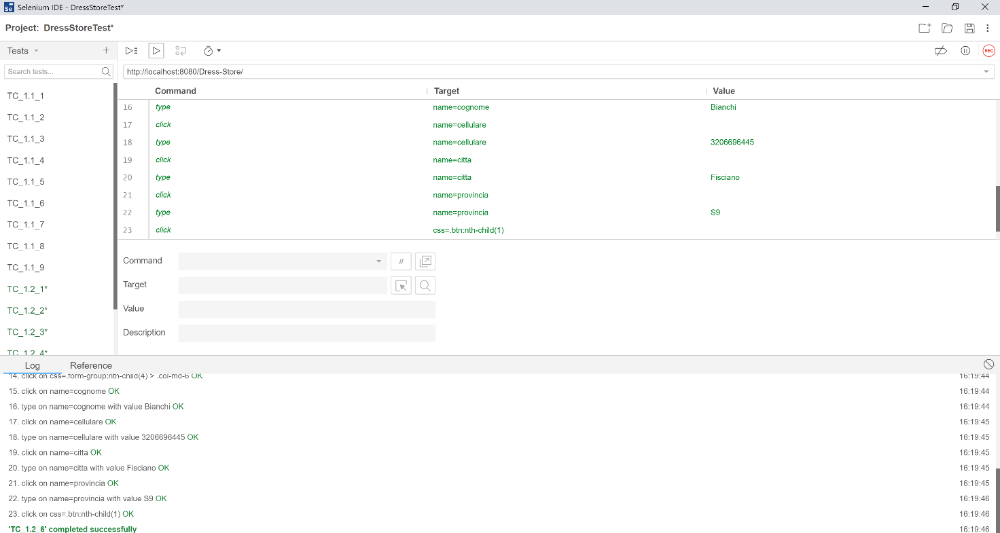 Se Selenium IDE - DressStoreTest*
Project: DressStoreTest*
Tests
REC
Search tests...
http://localhost:8080/Dress-Store/
Command Target Value
TC_1.1_1
TC_1.1_2
TC_1.1_3
TC_1.1_4
TC_1.1_5
TC_1.1_6
TC_1.1_7
TC_1.1_8
TC_1.1_9
TC_1.2_1*
TC_1.2_2*
TC_1.2_3*
TC_1.2_4*
16 type name=cognome Bianchi
17 click name=cellulare
18 type name=cellulare 3206696445
19 click name=citta
20 type name=citta Fisciano
21 click name=provincia
22 type name=provincia S9
23 click css=.btn:nth-child(1)
Command //
Target
Value
Description
Log Reference
14. click on css=.form-group:nth-child(4) > .col-md-6 OK 16:19:44
15. click on name=cognome OK 16:19:44
16. type on name=cognome with value Bianchi OK 16:19:44
17. click on name=cellulare OK 16:19:45
18. type on name=cellulare with value 3206696445 OK 16:19:45
19. click on name=citta OK 16:19:45
20. type on name=citta with value Fisciano OK 16:19:45
21. click on name=provincia OK 16:19:45
22. type on name=provincia with value S9 OK 16:19:46
23. click on css=.btn:nth-child(1) OK 16:19:46
'TC_1.2_6' completed successfully 16:19:46